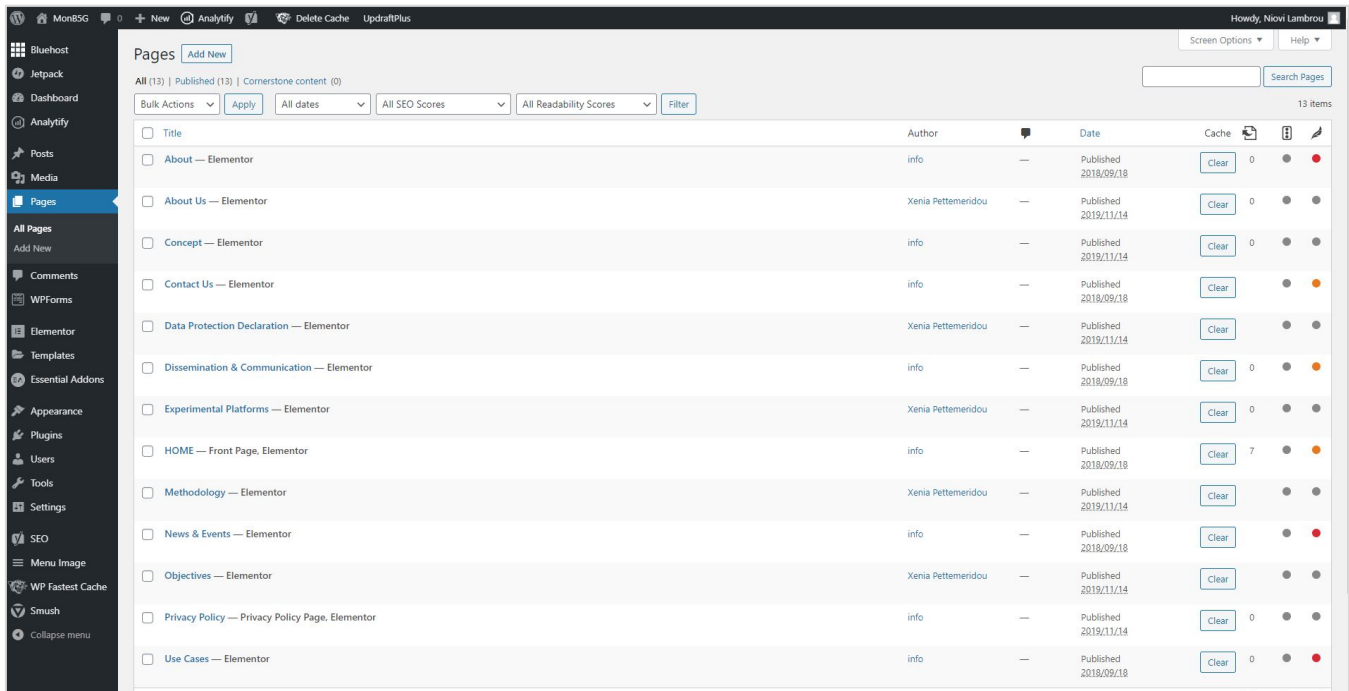 MonB5G 0 New Analytify Delete Cache UpdraftPlus Howdy, Niovi Lambrou
Screen Options ▼ Help ▼
Bluehost
Jetpack
Dashboard
Analytify
Posts
Media
Pages
All Pages
Add New
Comments
WPForms
Elementor
Templates
Essential Addons
Appearance
Plugins
Users
Tools
Settings
SEO
Menu Image
WP Fastest Cache
Smush
Collapse menu
Pages Add New
All (13) | Published (13) | Cornerstone content (0)
Search Pages
Bulk Actions Apply All dates All SEO Scores All Readability Scores Filter 13 items
Title Author Date Cache
About — Elementor info — Published Clear 0
2018/09/18
About Us — Elementor Xenia Pettemeridou — Published Clear 0
2019/11/14
Concept — Elementor info — Published Clear 0
2019/11/14
Contact Us — Elementor info — Published Clear
2018/09/18
Data Protection Declaration — Elementor Xenia Pettemeridou — Published Clear
2019/11/14
Dissemination & Communication — Elementor info — Published Clear 0
2018/09/18
Experimental Platforms — Elementor Xenia Pettemeridou — Published Clear 0
2019/11/14
HOME — Front Page, Elementor info — Published Clear 7
2018/09/18
Methodology — Elementor Xenia Pettemeridou — Published Clear
2019/11/14
News & Events — Elementor info — Published Clear
2018/09/18
Objectives — Elementor Xenia Pettemeridou — Published Clear
2019/11/14
Privacy Policy — Privacy Policy Page, Elementor info — Published Clear 0
2019/11/14
Use Cases — Elementor info — Published Clear 0
2018/09/18